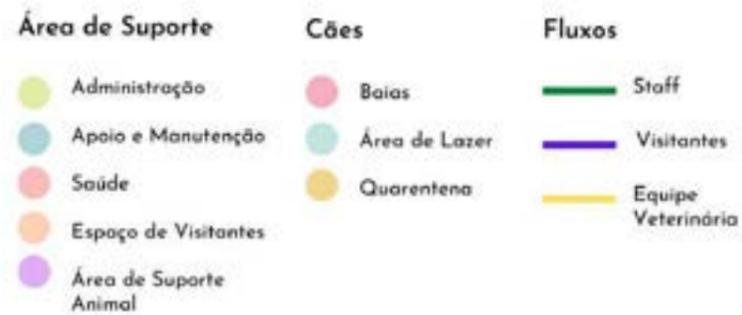 Área de Suporte
Administração
Apoio e Manutenção
Saúde
Espaço de Visitantes
Área de Suporte
Animal
Cães
Baias
Área de Lazer
Quarentena
Fluxos
Staff
Visitantes
Equipe
Veterinária